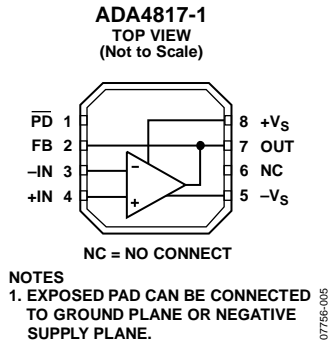 ADA4817-1
TOP VIEW
(Not to Scale)
PD 1
FB 2
–IN 3
+IN 4
8 +VS
7 OUT
6 NC
5 –VS
–
+
NC = NO CONNECT
NOTES
1. EXPOSED PAD CAN BE CONNECTED
TO GROUND PLANE OR NEGATIVE
SUPPLY PLANE.
07756-005